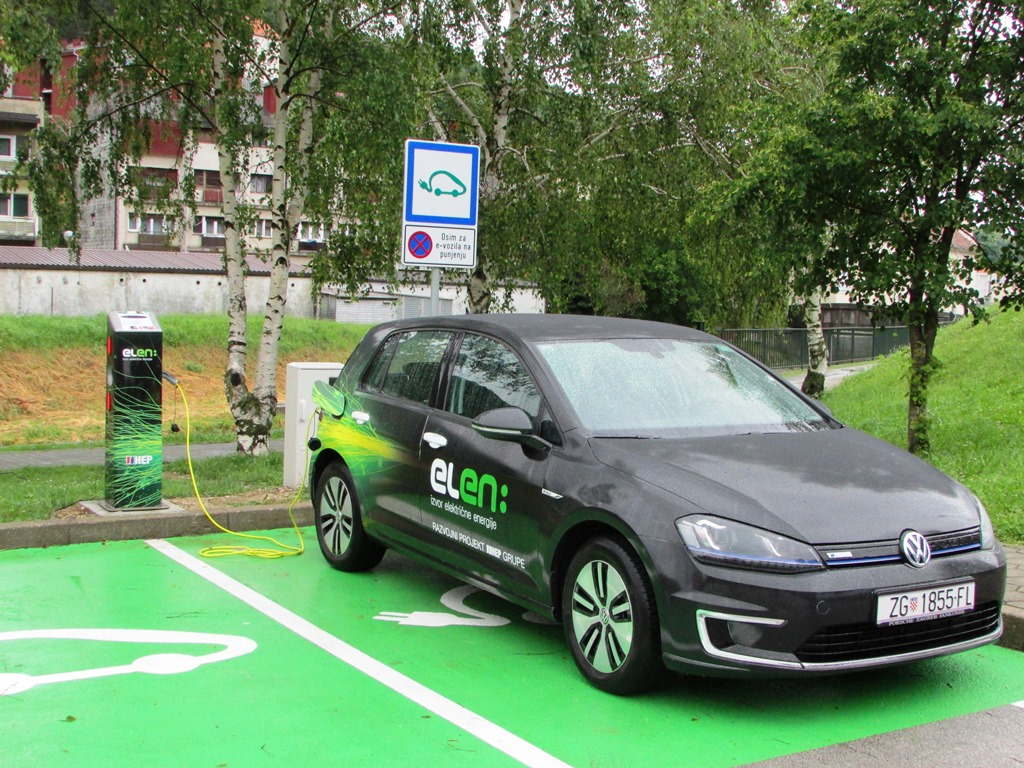 Osim za
e-vozila na
punjenju
elen:
HEP
elen:
izvor električne energije
RAZVOJNI PROJEKT HEP GRUPE
ZG 1855-FL